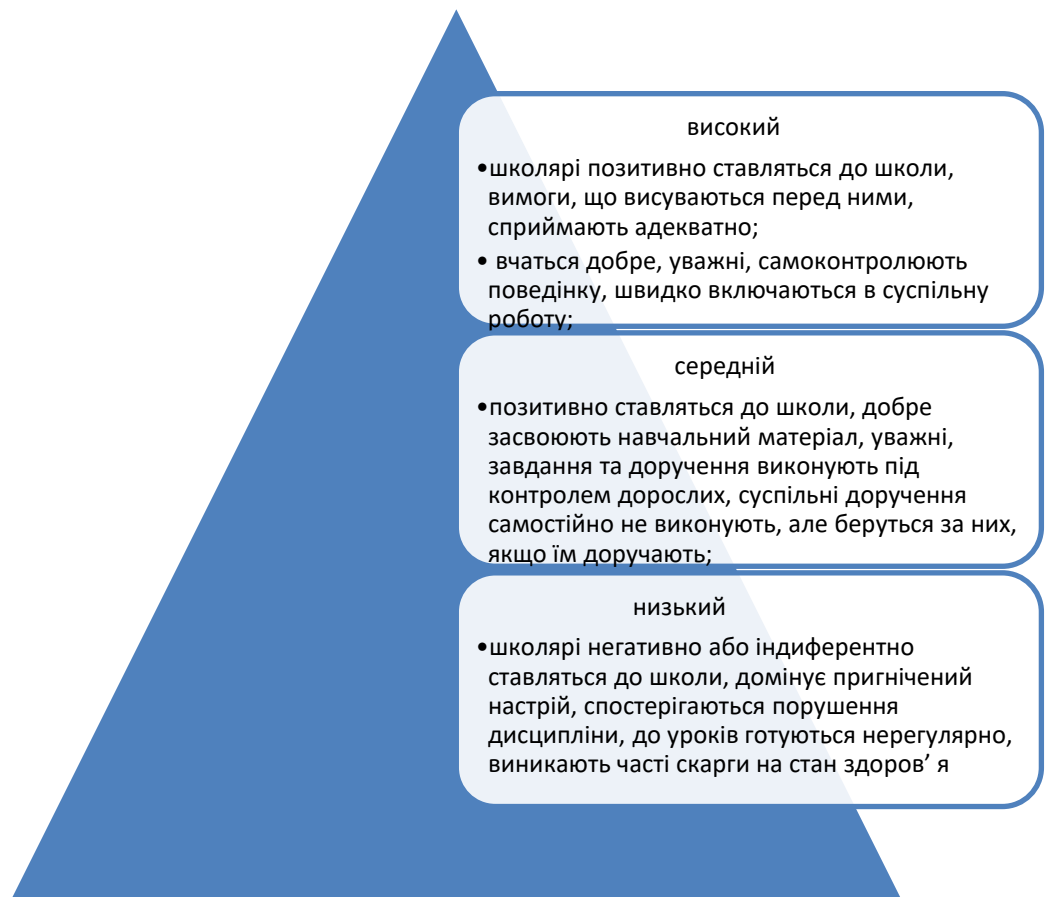 високий
•школярі позитивно ставляться до школи,
вимоги, що висуваються перед ними,
сприймають адекватно;
• вчаться добре, уважні, самоконтролюють
поведінку, швидко включаються в суспільну
роботу;
середній
•позитивно ставляться до школи, добре
засвоюють навчальний матеріал, уважні,
завдання та доручення виконують під
контролем дорослих, суспільні доручення
самостійно не виконують, але беруться за них,
якщо їм доручають;
низький
•школярі негативно або індиферентно
ставляться до школи, домінує пригнічений
настрій, спостерігаються порушення
дисципліни, до уроків готуються нерегулярно,
виникають часті скарги на стан здоров’ я